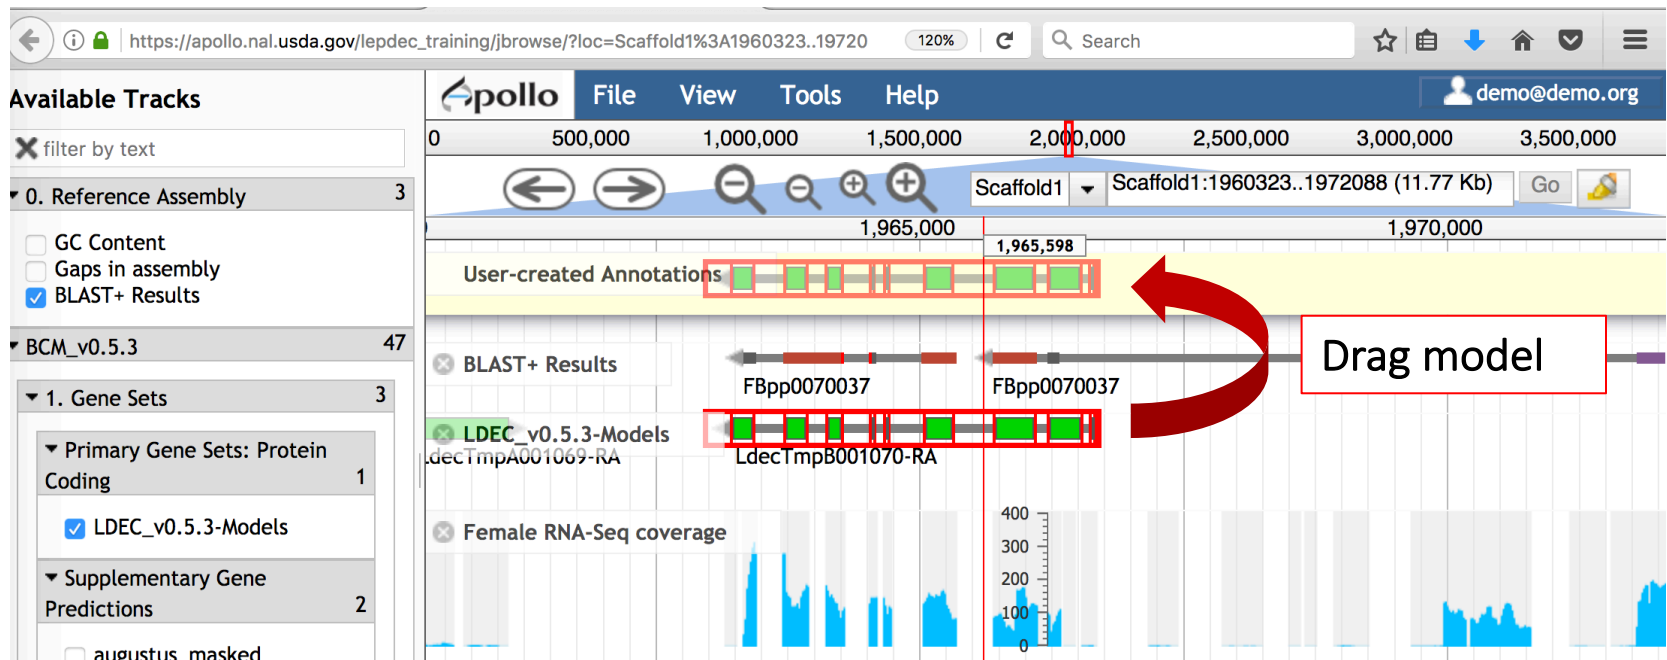 https://apollo.nal.usda.gov/lepdec_training/jbrowse/?loc=Scaffold1%3A1960323..19720 120% C Search
Available Tracks
filter by text
0. Reference Assembly 3
GC Content
Gaps in assembly
BLAST+ Results
BCM_v0.5.3 47
1. Gene Sets 3
Primary Gene Sets: Protein
Coding 1
LDEC_v0.5.3-Models
Supplementary Gene
Predictions 2
augustus_masked
Apollo File View Tools Help demo@demo.org
0 500,000 1,000,000 1,500,000 2,000,000 2,500,000 3,000,000 3,500,000
Scaffold1 Scaffold1:1960323..1972088 (11.77 Kb) Go
1,965,000 1,970,000
1,965,598
User-created Annotations
Drag model
BLAST+ Results
FBpp0070037 FBpp0070037
LDEC_v0.5.3-Models
LdecTmpA001069-RA LdecTmpB001070-RA
Female RNA-Seq coverage
400
300
200
100
0